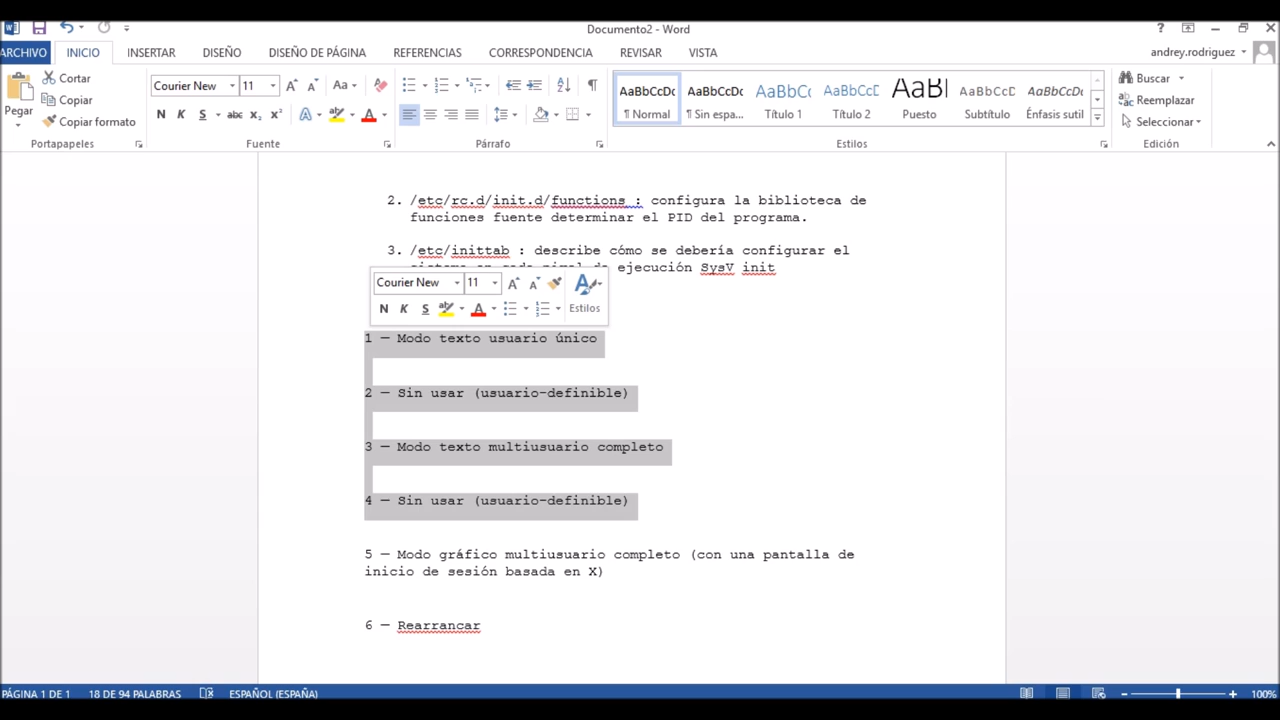 Documento2 - Word
ARCHIVO INICIO INSERTAR DISEÑO DISEÑO DE PÁGINA REFERENCIAS CORRESPONDENCIA REVISAR VISTA andrey.rodriguez
Pegar
Cortar
Copiar
Copiar formato
Portapapeles
Courier New 11
Fuente
Párrafo
AaBbCcDc AaBbCcDc AaBbCc AaBbCcD AaBl AaBbCcD AaBbCcDc
¶ Normal ¶ Sin espa... Título 1 Título 2 Puesto Subtítulo Énfasis sutil
Estilos
Buscar
Reemplazar
Seleccionar
Edición
2. /etc/rc.d/init.d/functions : configura la biblioteca de
funciones fuente determinar el PID del programa.
3. /etc/inittab : describe cómo se debería configurar el
ejecución SysV init
Courier New 11
N K S Estilos
1 — Modo texto usuario único
2 — Sin usar (usuario-definible)
3 — Modo texto multiusuario completo
4 — Sin usar (usuario-definible)
5 — Modo gráfico multiusuario completo (con una pantalla de
inicio de sesión basada en X)
6 — Rearrancar
PÁGINA 1 DE 1 18 DE 94 PALABRAS ESPAÑOL (ESPAÑA) 100%